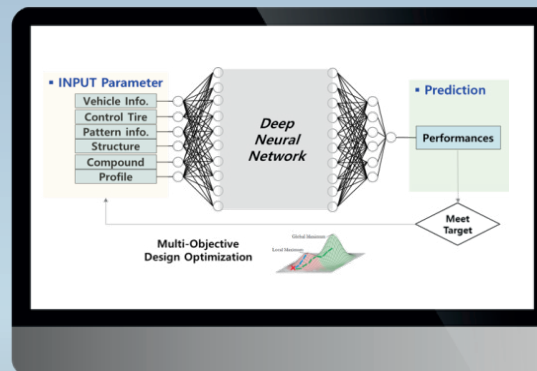 ▪ INPUT Parameter
Vehicle Info.
Control Tire
Pattern info.
Structure
Compound
Profile
Deep
Neural
Network
▪ Prediction
Performances
Meet
Target
Multi-Objective
Design Optimization
Global Maximum
Local Maximum